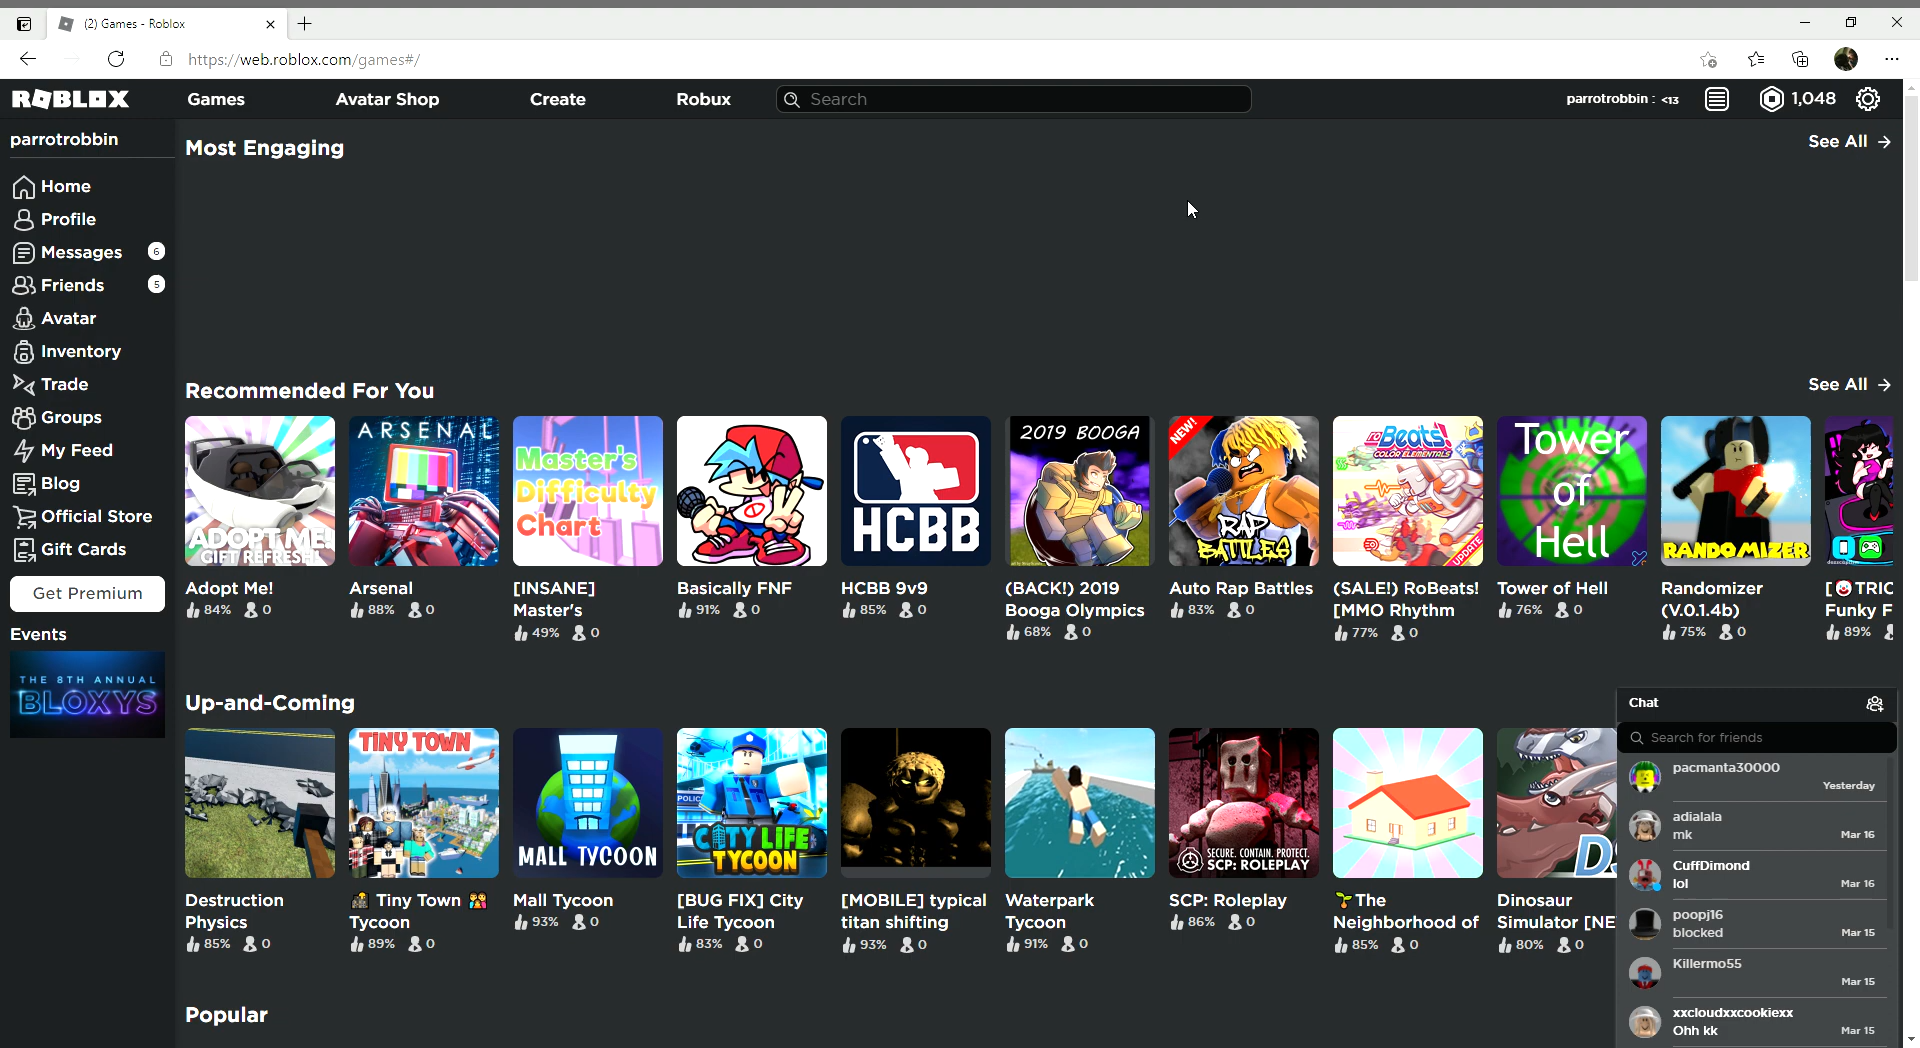 (2) Games - Roblox
https://web.roblox.com/games#/
ROBLOX
Games
Avatar Shop
Create
Robux
Search
parrotrobbin : <13
1,048
parrotrobbin
Home
Profile
Messages 6
Friends 5
Avatar
Inventory
Trade
Groups
My Feed
Blog
Official Store
Gift Cards
Get Premium
Events
THE 8TH ANNUAL
BLOXYS
Most Engaging
See All
Recommended For You
See All
ADOPT ME!
GIFT REFRESH!
ARSENAL
Master's
Difficulty
Chart
HCBB
2019 BOOGA
NEW!
RAP
BATTLES
roBeats!
COLOR ELEMENTALS
UPDATE
Tower
of
Hell
RANDOMIZER
Adopt Me!
84% 0
Arsenal
88% 0
[INSANE]
Master's
49% 0
Basically FNF
91% 0
HCBB 9v9
85% 0
(BACK!) 2019
Booga Olympics
68% 0
Auto Rap Battles
83% 0
(SALE!) RoBeats!
[MMO Rhythm
77% 0
Tower of Hell
76% 0
Randomizer
(V.0.1.4b)
75% 0
[🤡TRIC
Funky F
89%
Up-and-Coming
TINY TOWN
MALL TYCOON
POLIC
CITY LIFE
TYCOON
SECURE. CONTAIN. PROTECT.
SCP: ROLEPLAY
D
Destruction
Physics
85% 0
Tiny Town
Tycoon
89% 0
Mall Tycoon
93% 0
[BUG FIX] City
Life Tycoon
83% 0
[MOBILE] typical
titan shifting
93% 0
Waterpark
Tycoon
91% 0
SCP: Roleplay
86% 0
🌱The
Neighborhood of
85% 0
Dinosaur
Simulator [NE
80% 0
Popular
Chat
Search for friends
pacmanta30000
Yesterday
adialala
mk
Mar 16
CuffDimond
lol
Mar 16
poopj16
blocked
Mar 15
Killermo55
Mar 15
xxcloudxxcookiexx
Ohh kk
Mar 15